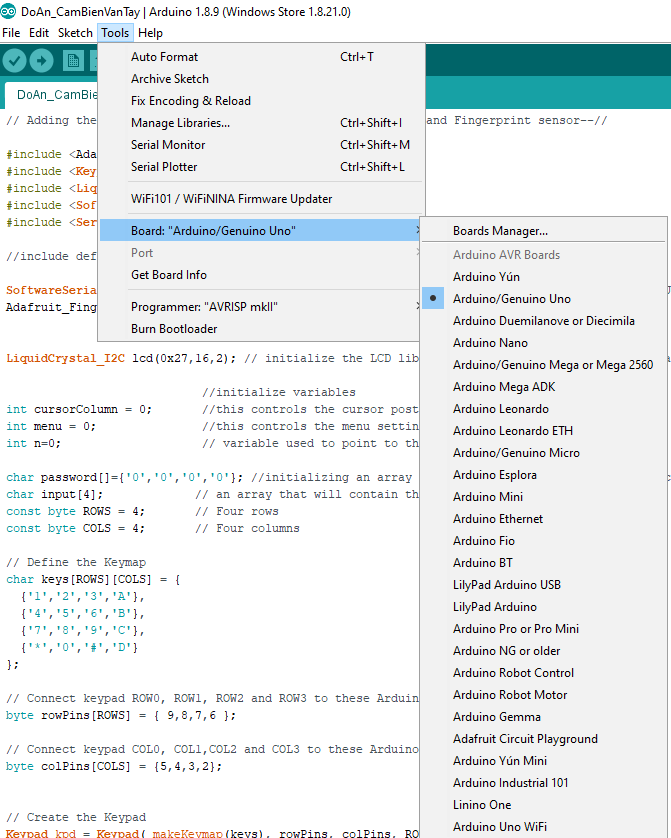 DoAn_CamBienVanTay | Arduino 1.8.9 (Windows Store 1.8.21.0)
File Edit Sketch Tools Help
DoAn_CamBie
Auto Format Ctrl+T
Archive Sketch
Fix Encoding & Reload
Manage Libraries... Ctrl+Shift+I
Serial Monitor Ctrl+Shift+M
Serial Plotter Ctrl+Shift+L
WiFi101 / WiFiNINA Firmware Updater
Board: "Arduino/Genuino Uno"
Port
Get Board Info
Programmer: "AVRISP mkII"
Burn Bootloader
Boards Manager...
Arduino AVR Boards
Arduino Yún
Arduino/Genuino Uno
Arduino Duemilanove or Diecimila
Arduino Nano
Arduino/Genuino Mega or Mega 2560
Arduino Mega ADK
Arduino Leonardo
Arduino Leonardo ETH
Arduino/Genuino Micro
Arduino Esplora
Arduino Mini
Arduino Ethernet
Arduino Fio
Arduino BT
LilyPad Arduino USB
LilyPad Arduino
Arduino Pro or Pro Mini
Arduino NG or older
Arduino Robot Control
Arduino Robot Motor
Arduino Gemma
Adafruit Circuit Playground
Arduino Yún Mini
Arduino Industrial 101
Linino One
Arduino Uno WiFi
// Adding the and Fingerprint sensor--//
#include <Ada
#include <Key
#include <Liq
#include <Sof
#include <Ser
//include def
SoftwareSeria
Adafruit_Fing
LiquidCrystal_I2C lcd(0x27,16,2); // initialize the LCD lib
//initialize variables
int cursorColumn = 0; //this controls the cursor post
int menu = 0; //this controls the menu settin
int n=0; // variable used to point to th
char password[]={'0','0','0','0'}; //initializing an array
char input[4]; // an array that will contain th
const byte ROWS = 4; // Four rows
const byte COLS = 4; // Four columns
// Define the Keymap
char keys[ROWS][COLS] = {
{'1','2','3','A'},
{'4','5','6','B'},
{'7','8','9','C'},
{'*','0','#','D'}
};
// Connect keypad ROW0, ROW1, ROW2 and ROW3 to these Arduin
byte rowPins[ROWS] = { 9,8,7,6 };
// Connect keypad COL0, COL1,COL2 and COL3 to these Arduino
byte colPins[COLS] = {5,4,3,2};
// Create the Keypad
Keypad kpd = Keypad( makeKeymap(keys), rowPins, colPins, RO